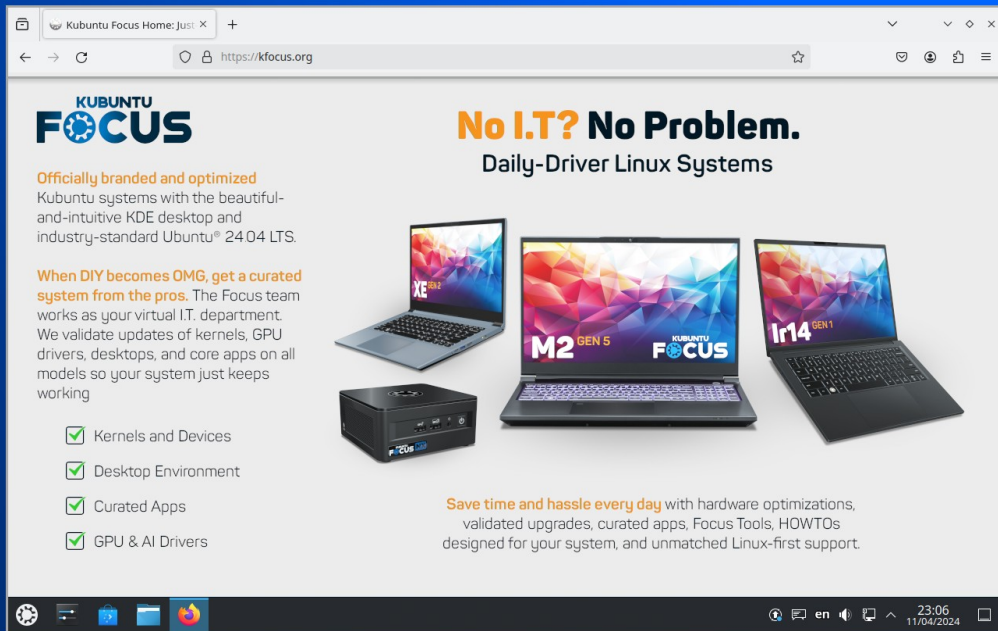 Kubuntu Focus Home: Just
https://kfocus.org
KUBUNTU
FOCUS
Officially branded and optimized
Kubuntu systems with the beautiful-
and-intuitive KDE desktop and
industry-standard Ubuntu® 24.04 LTS.
When DIY becomes OMG, get a curated
system from the pros. The Focus team
works as your virtual I.T. department.
We validate updates of kernels, GPU
drivers, desktops, and core apps on all
models so your system just keeps
working
Kernels and Devices
Desktop Environment
Curated Apps
GPU & AI Drivers
No I.T? No Problem.
Daily-Driver Linux Systems
XE GEN 2
M2 GEN 5
KUBUNTU
FOCUS
Ir14 GEN 1
FOCUS
Save time and hassle every day with hardware optimizations,
validated upgrades, curated apps, Focus Tools, HOWTOs
designed for your system, and unmatched Linux-first support.
en
23:06
11/04/2024